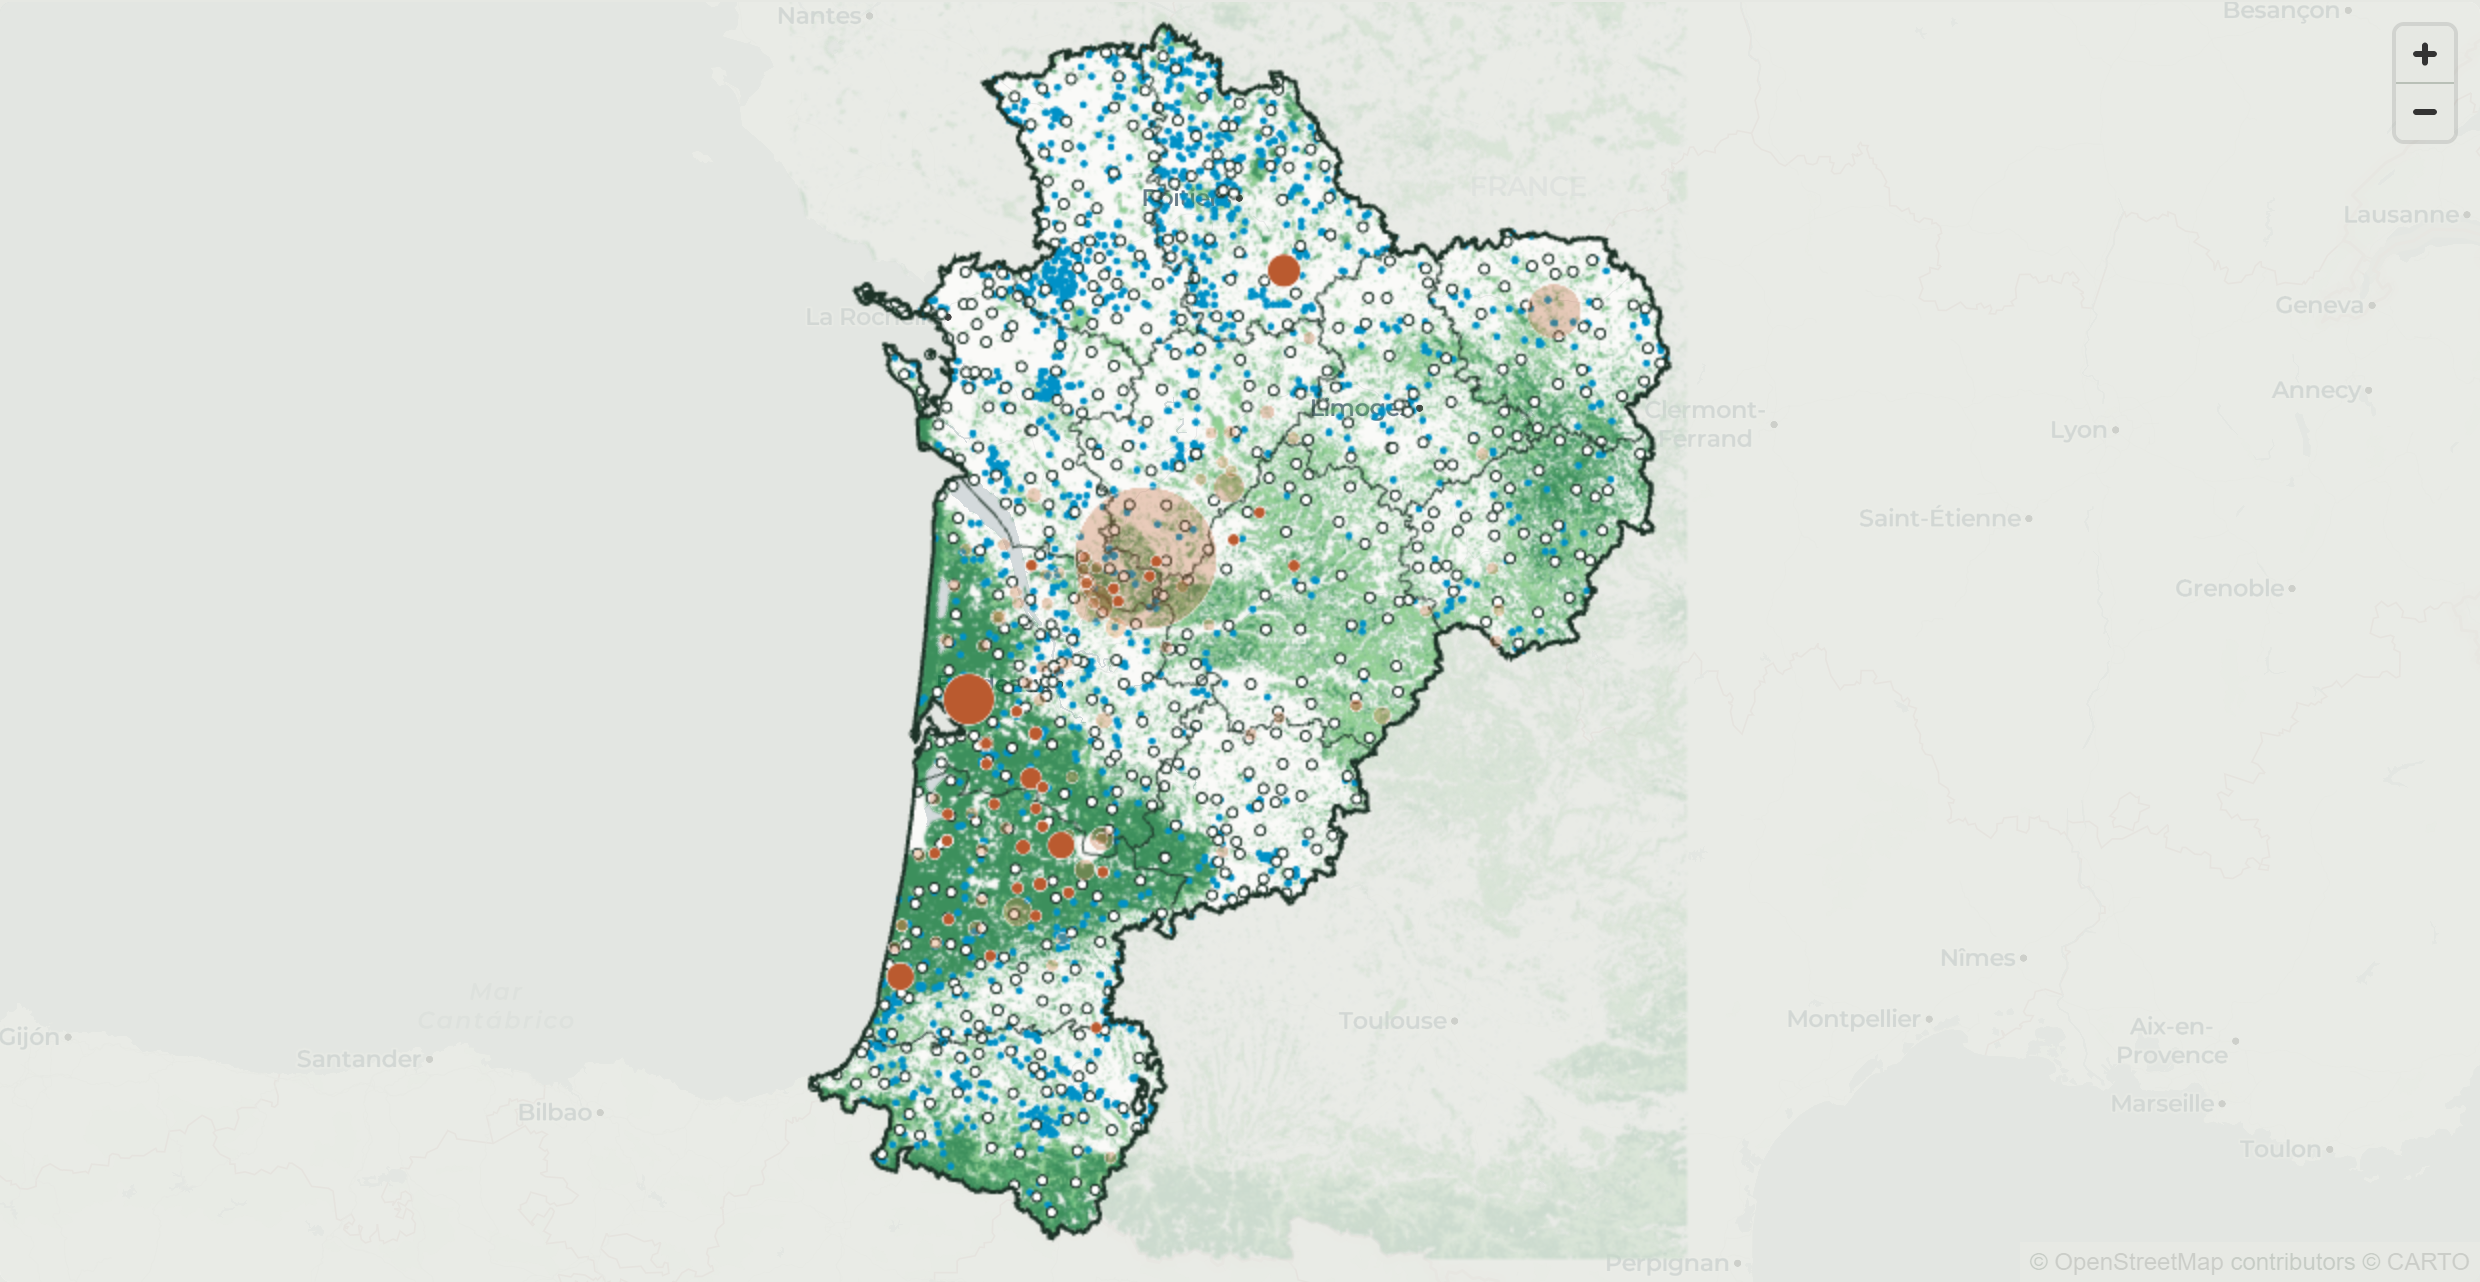 Nantes
Besançon
+
−
FRANCE
Poitiers
Lausanne
Geneva
La Rochelle
Annecy
Limoges
Clermont-
Ferrand
Lyon
Saint-Étienne
Grenoble
Nîmes
Mar
Cantábrico
Toulouse
Montpellier
Aix-en-
Provence
Gijón
Santander
Marseille
Bilbao
Toulon
Perpignan
© OpenStreetMap contributors © CARTO